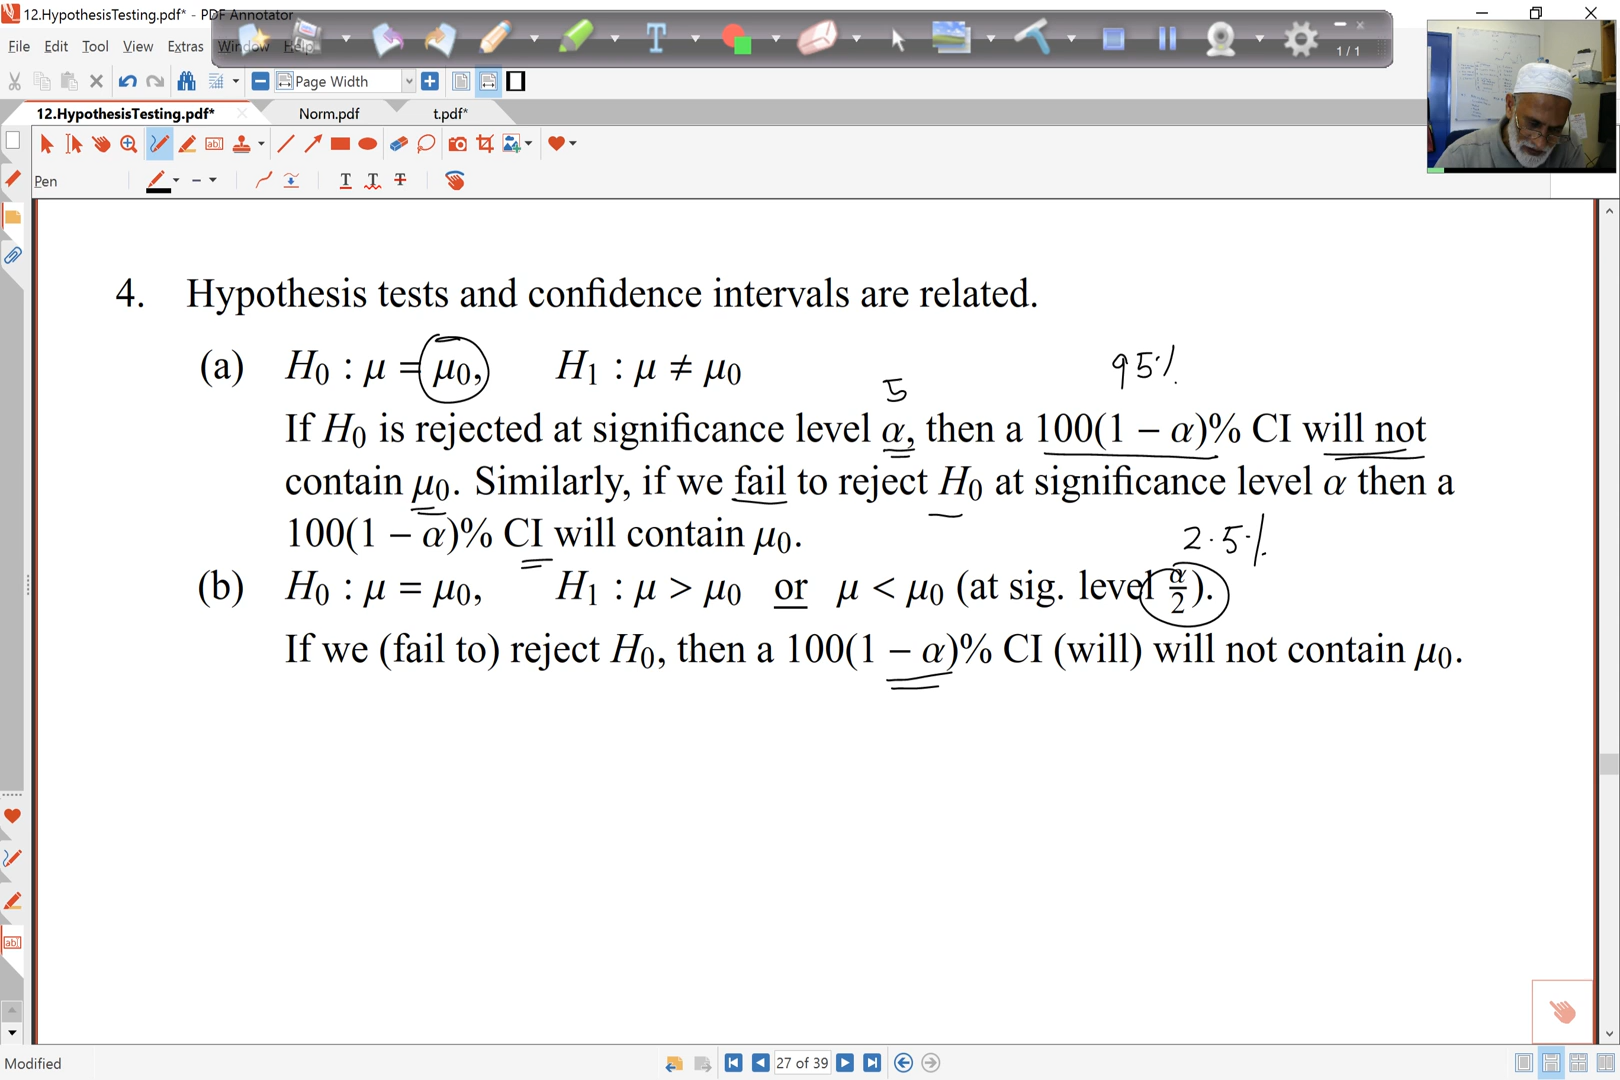 12.HypothesisTesting.pdf* - PDF Annotator
File Edit Tool View Extras Window Help
1 / 1
Page Width
12.HypothesisTesting.pdf* Norm.pdf t.pdf*
Pen
4. Hypothesis tests and confidence intervals are related.
(a) H₀ : μ = μ₀, H₁ : μ ≠ μ₀
5 95%
If H₀ is rejected at significance level α, then a 100(1 − α)% CI will not
contain μ₀. Similarly, if we fail to reject H₀ at significance level α then a
100(1 − α)% CI will contain μ₀.
2.5%
(b) H₀ : μ = μ₀, H₁ : μ > μ₀ or μ < μ₀ (at sig. level α/2).
If we (fail to) reject H₀, then a 100(1 − α)% CI (will) will not contain μ₀.
Modified 27 of 39